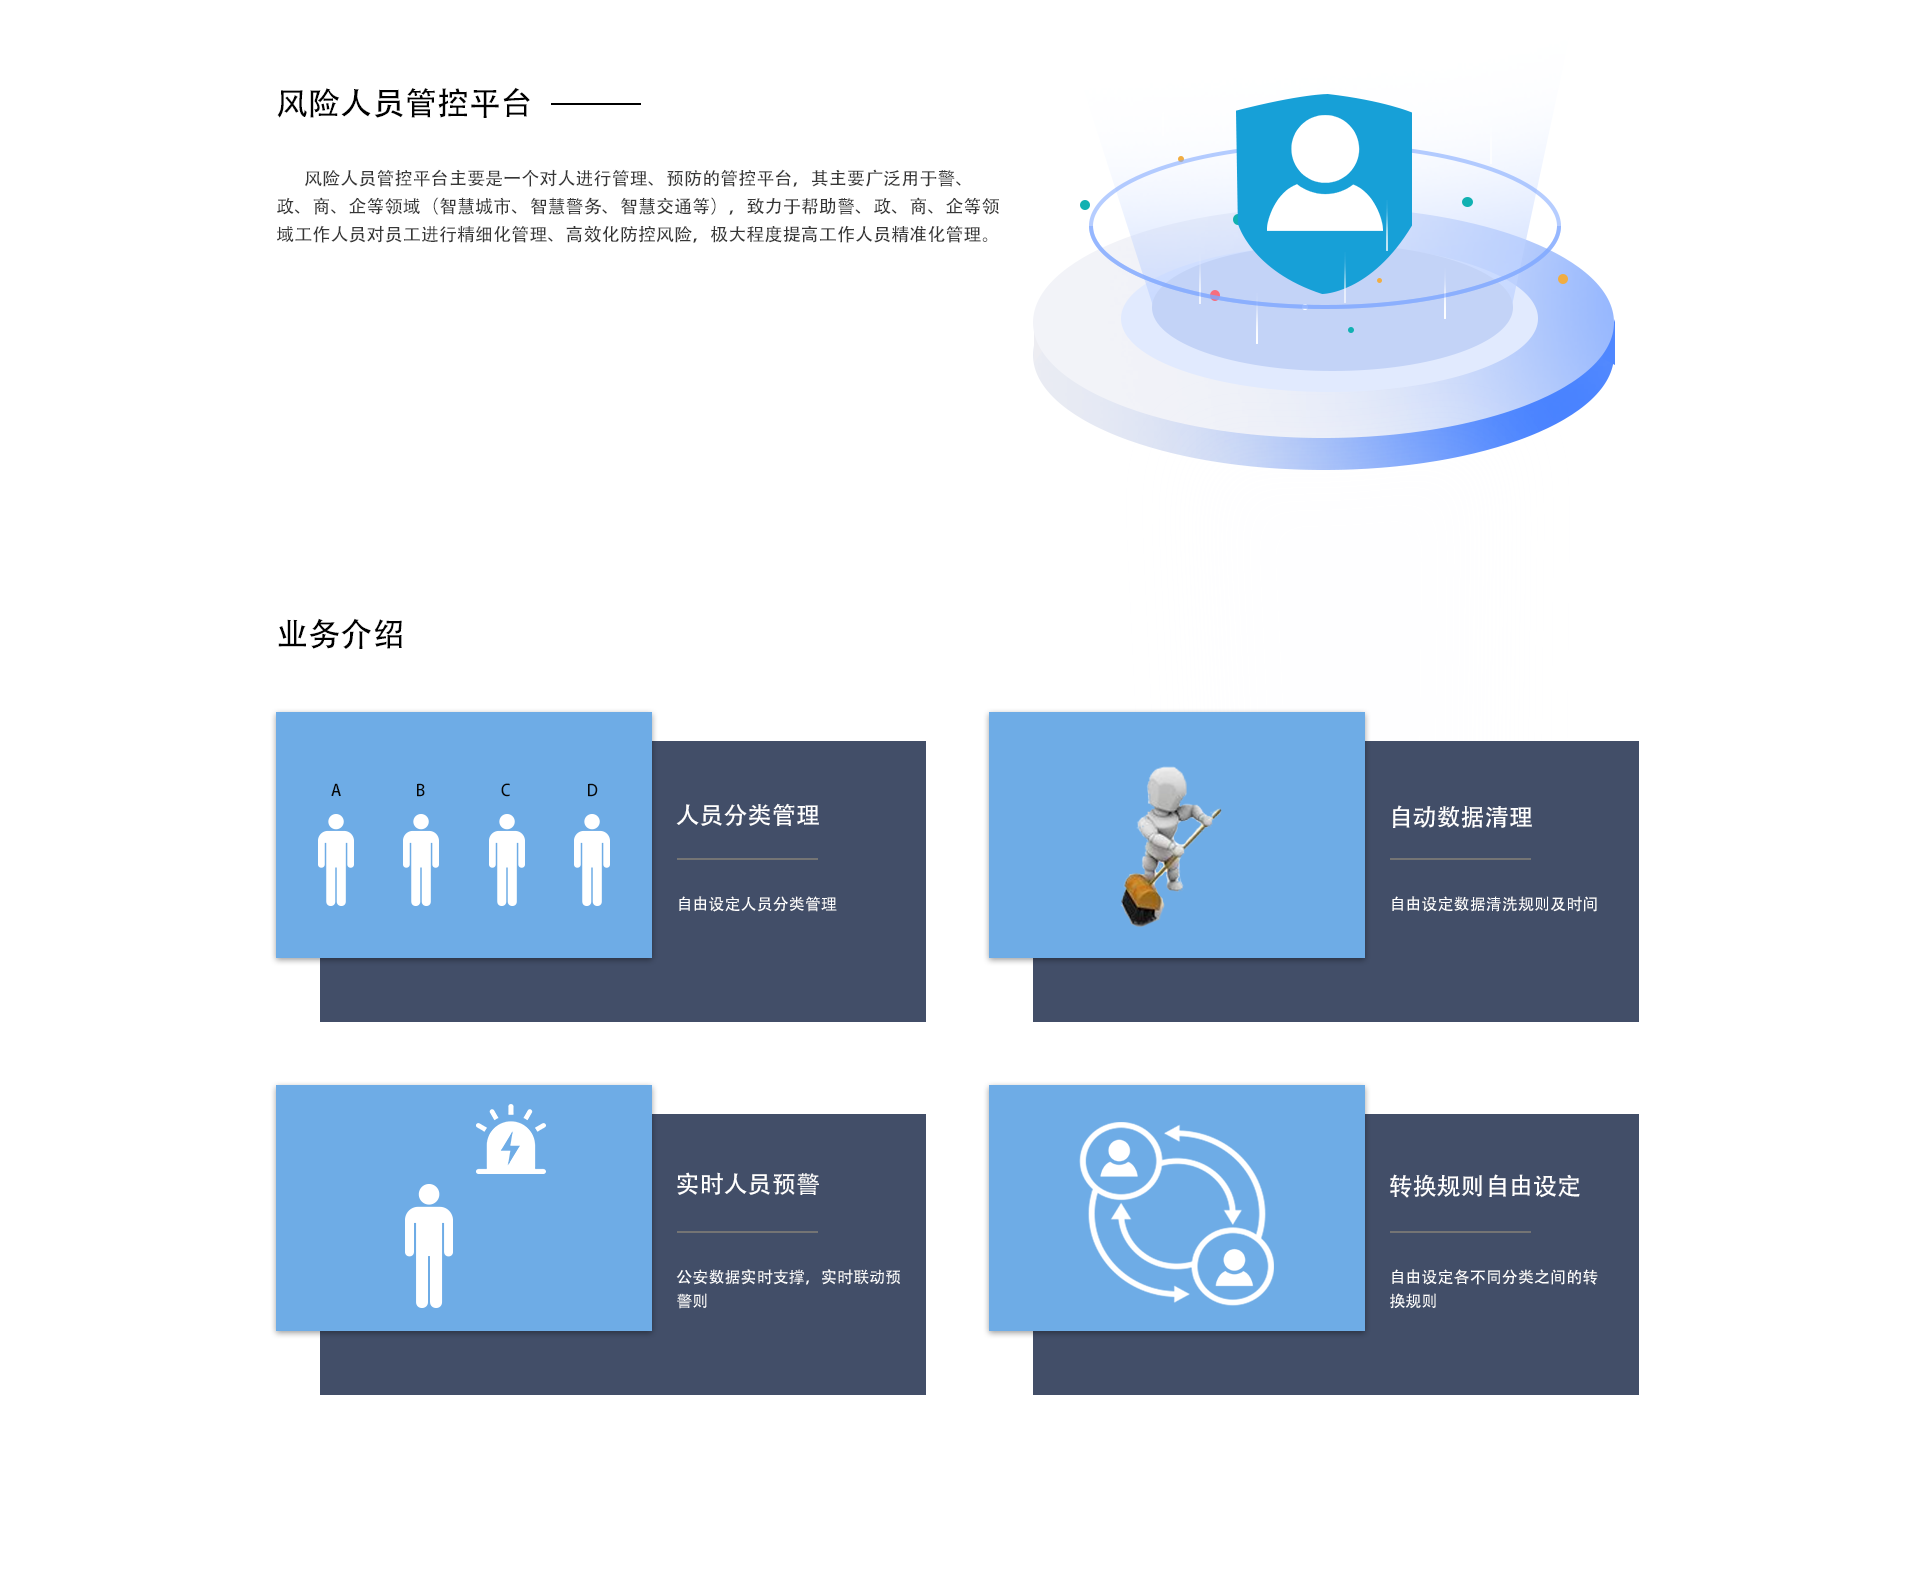 风险人员管控平台
风险人员管控平台主要是一个对人进行管理、预防的管控平台，其主要广泛用于警、
政、商、企等领域（智慧城市、智慧警务、智慧交通等），致力于帮助警、政、商、企等领
域工作人员对员工进行精细化管理、高效化防控风险，极大程度提高工作人员精准化管理。
业务介绍
A B C D
人员分类管理
自由设定人员分类管理
自动数据清理
自由设定数据清洗规则及时间
实时人员预警
公安数据实时支撑，实时联动预
警则
转换规则自由设定
自由设定各不同分类之间的转
换规则